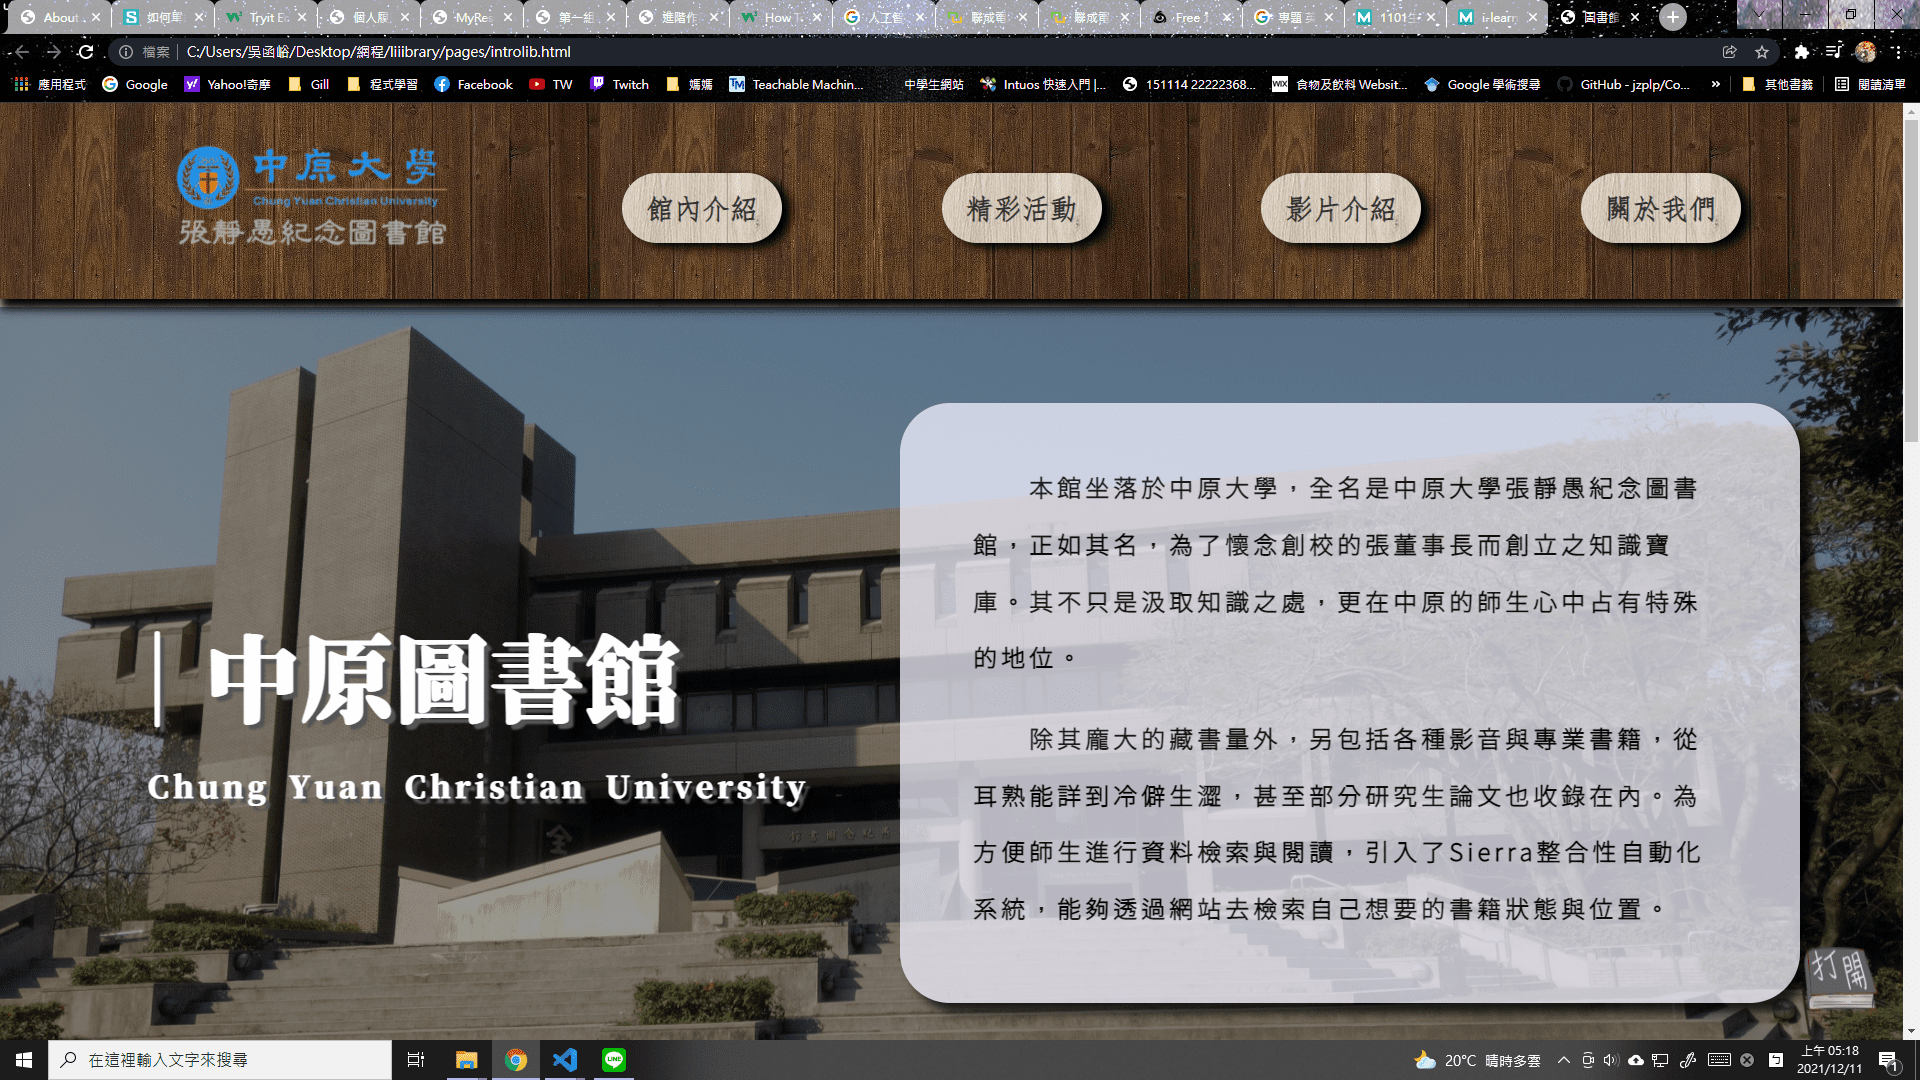 About
如何單
Tryit E
個人履
MyRes
第一組
進階作
How T
人工智
聯成電
聯成電
Free
專題 英
1101生
i-learn
圖書館
檔案
C:/Users/吳函峪/Desktop/網程/liiibrary/pages/introlib.html
應用程式
Google
Yahoo!奇摩
Gill
程式學習
Facebook
TW
Twitch
媽媽
Teachable Machin...
中學生網站
Intuos 快速入門 |...
151114 22222368...
食物及飲料 Websit...
Google 學術搜尋
GitHub - jzplp/Co...
»
其他書籤
閱讀清單
中原大學
Chung Yuan Christian University
張靜愚紀念圖書館
館內介紹
精彩活動
影片介紹
關於我們
本館坐落於中原大學，全名是中原大學張靜愚紀念圖書
館，正如其名，為了懷念創校的張董事長而創立之知識寶
庫。其不只是汲取知識之處，更在中原的師生心中占有特殊
的地位。
｜中原圖書館
Chung Yuan Christian University
除其龐大的藏書量外，另包括各種影音與專業書籍，從
耳熟能詳到冷僻生澀，甚至部分研究生論文也收錄在內。為
方便師生進行資料檢索與閱讀，引入了Sierra整合性自動化
系統，能夠透過網站去檢索自己想要的書籍狀態與位置。
打開
在這裡輸入文字來搜尋
20°C 晴時多雲
上午 05:18
2021/12/11
1